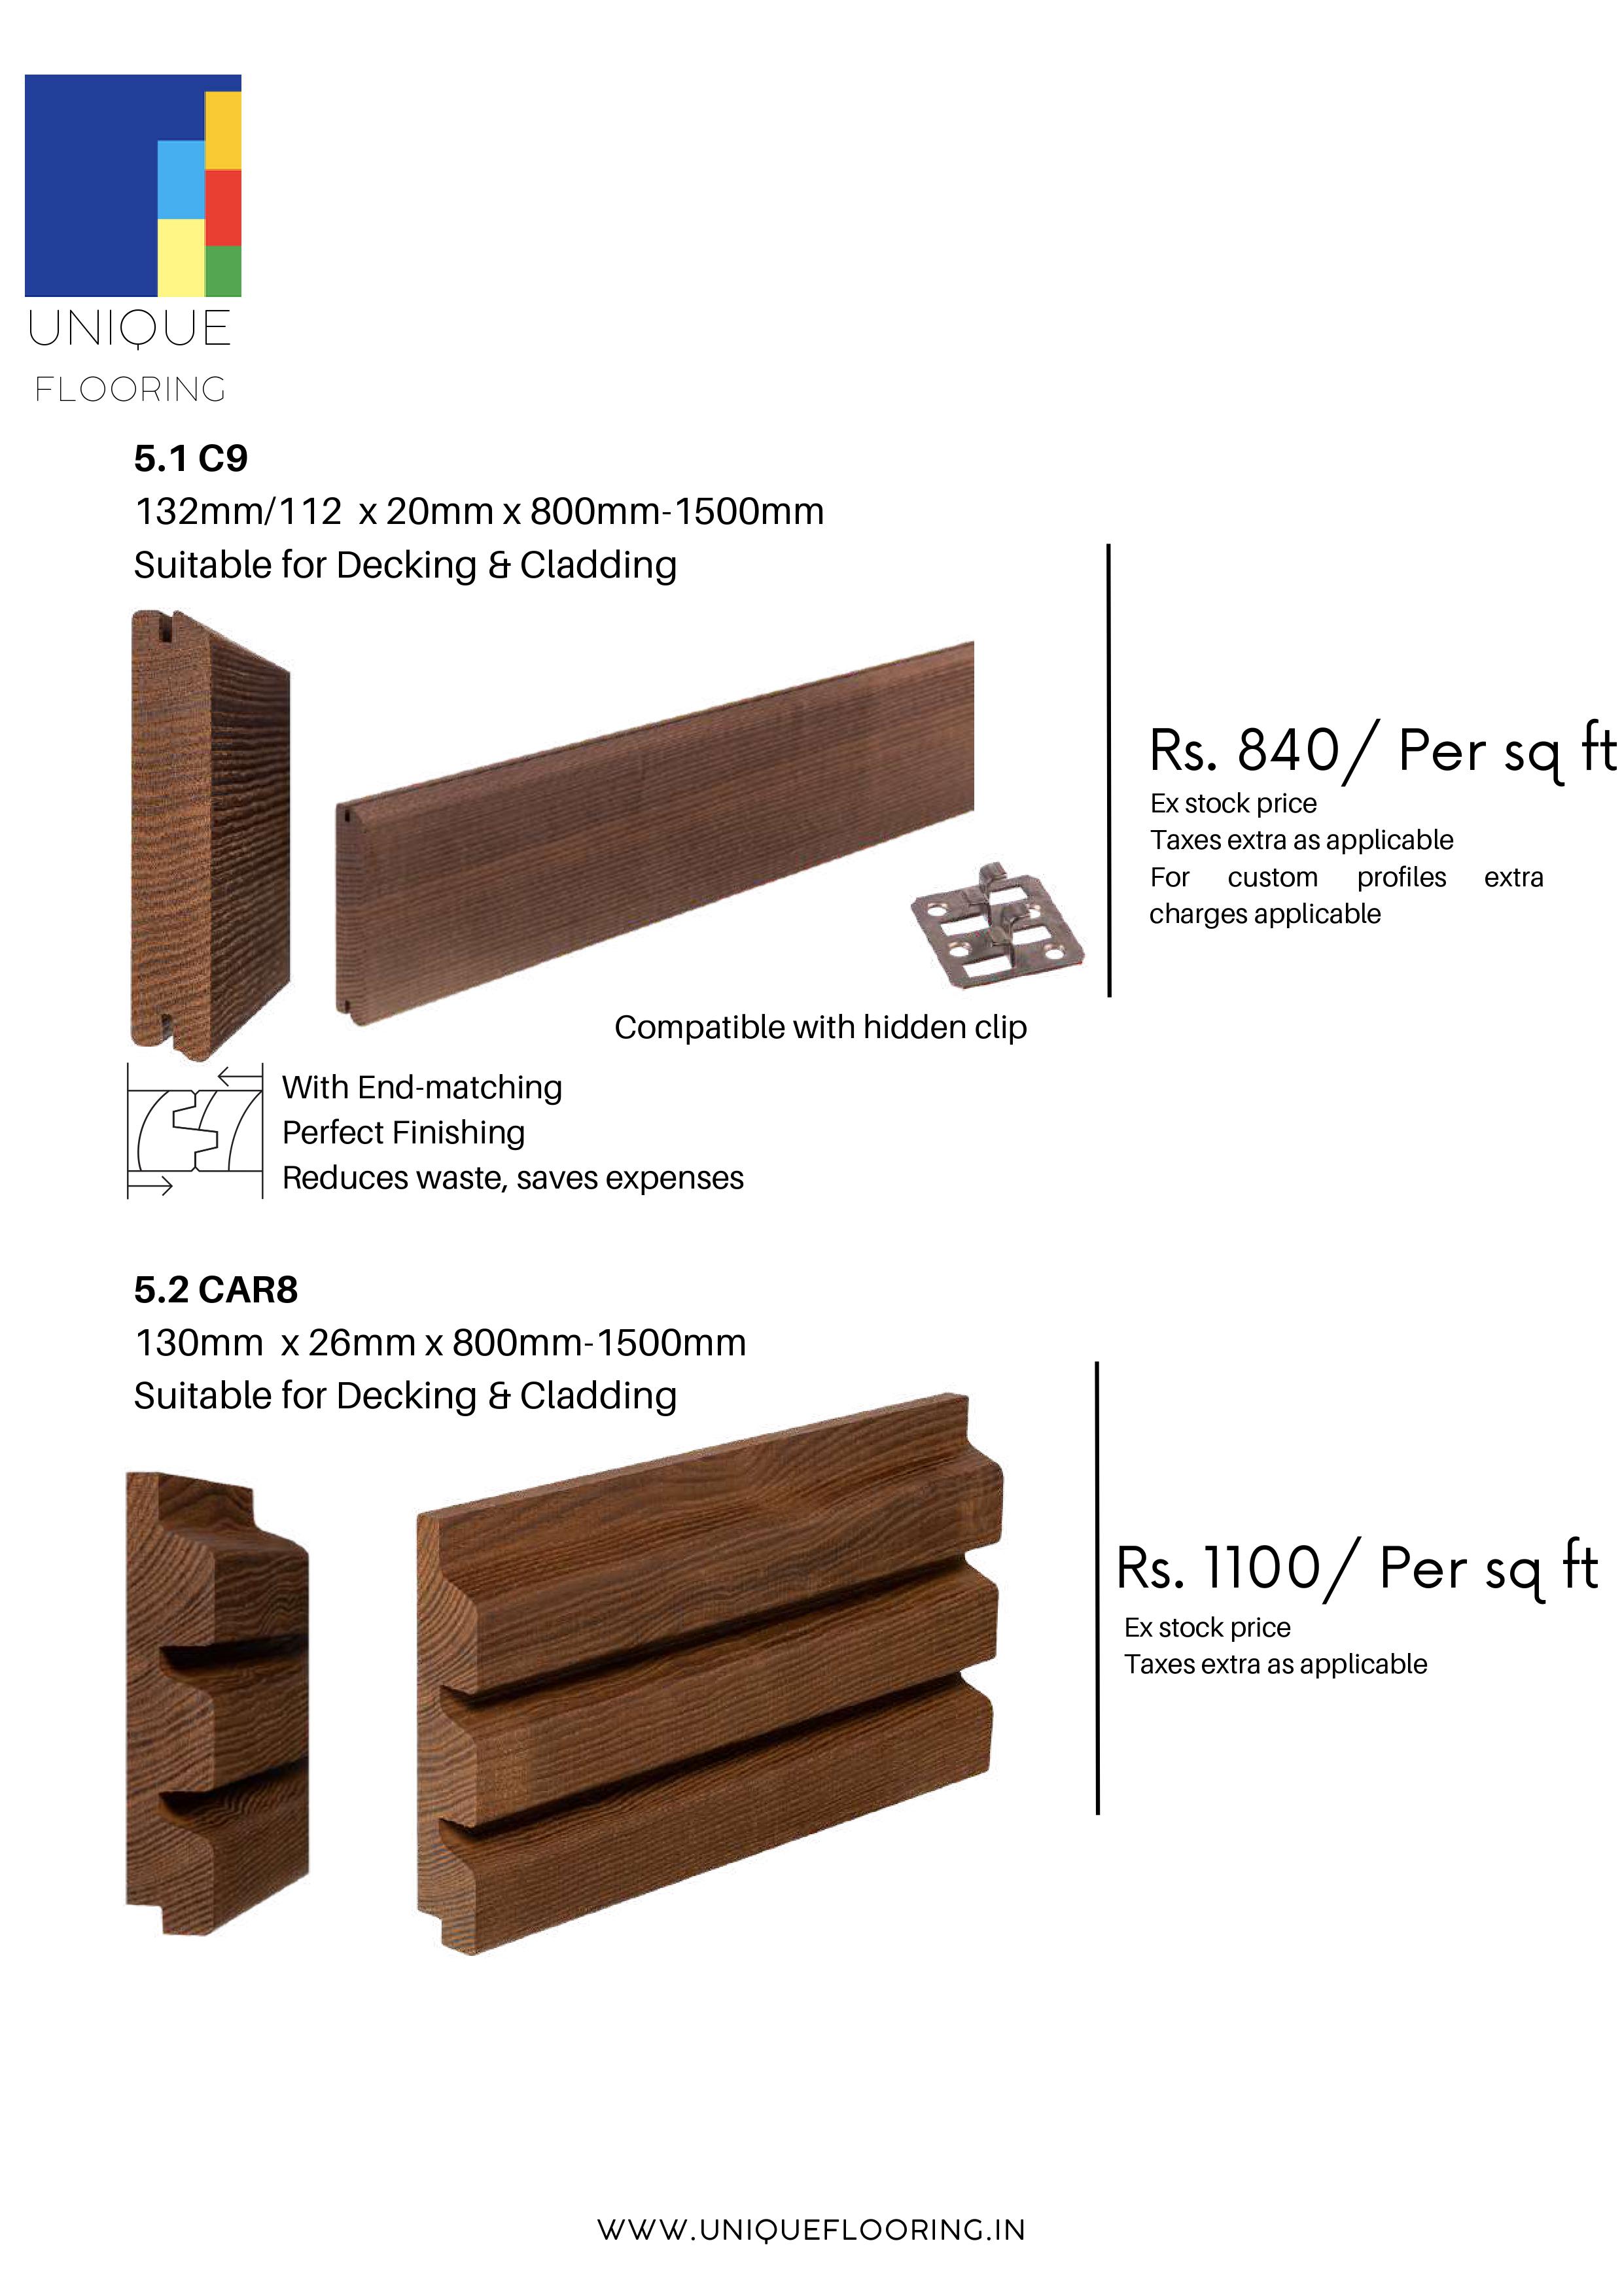 UNIQUE
FLOORING
5.1 C9
132mm/112 x 20mm x 800mm-1500mm
Suitable for Decking & Cladding
Rs. 840/ Per sq ft
Ex stock price
Taxes extra as applicable
For custom profiles extra
charges applicable
Compatible with hidden clip
With End-matching
Perfect Finishing
Reduces waste, saves expenses
5.2 CAR8
130mm x 26mm x 800mm-1500mm
Suitable for Decking & Cladding
Rs. 1100/ Per sq ft
Ex stock price
Taxes extra as applicable
WWW.UNIQUEFLOORING.IN